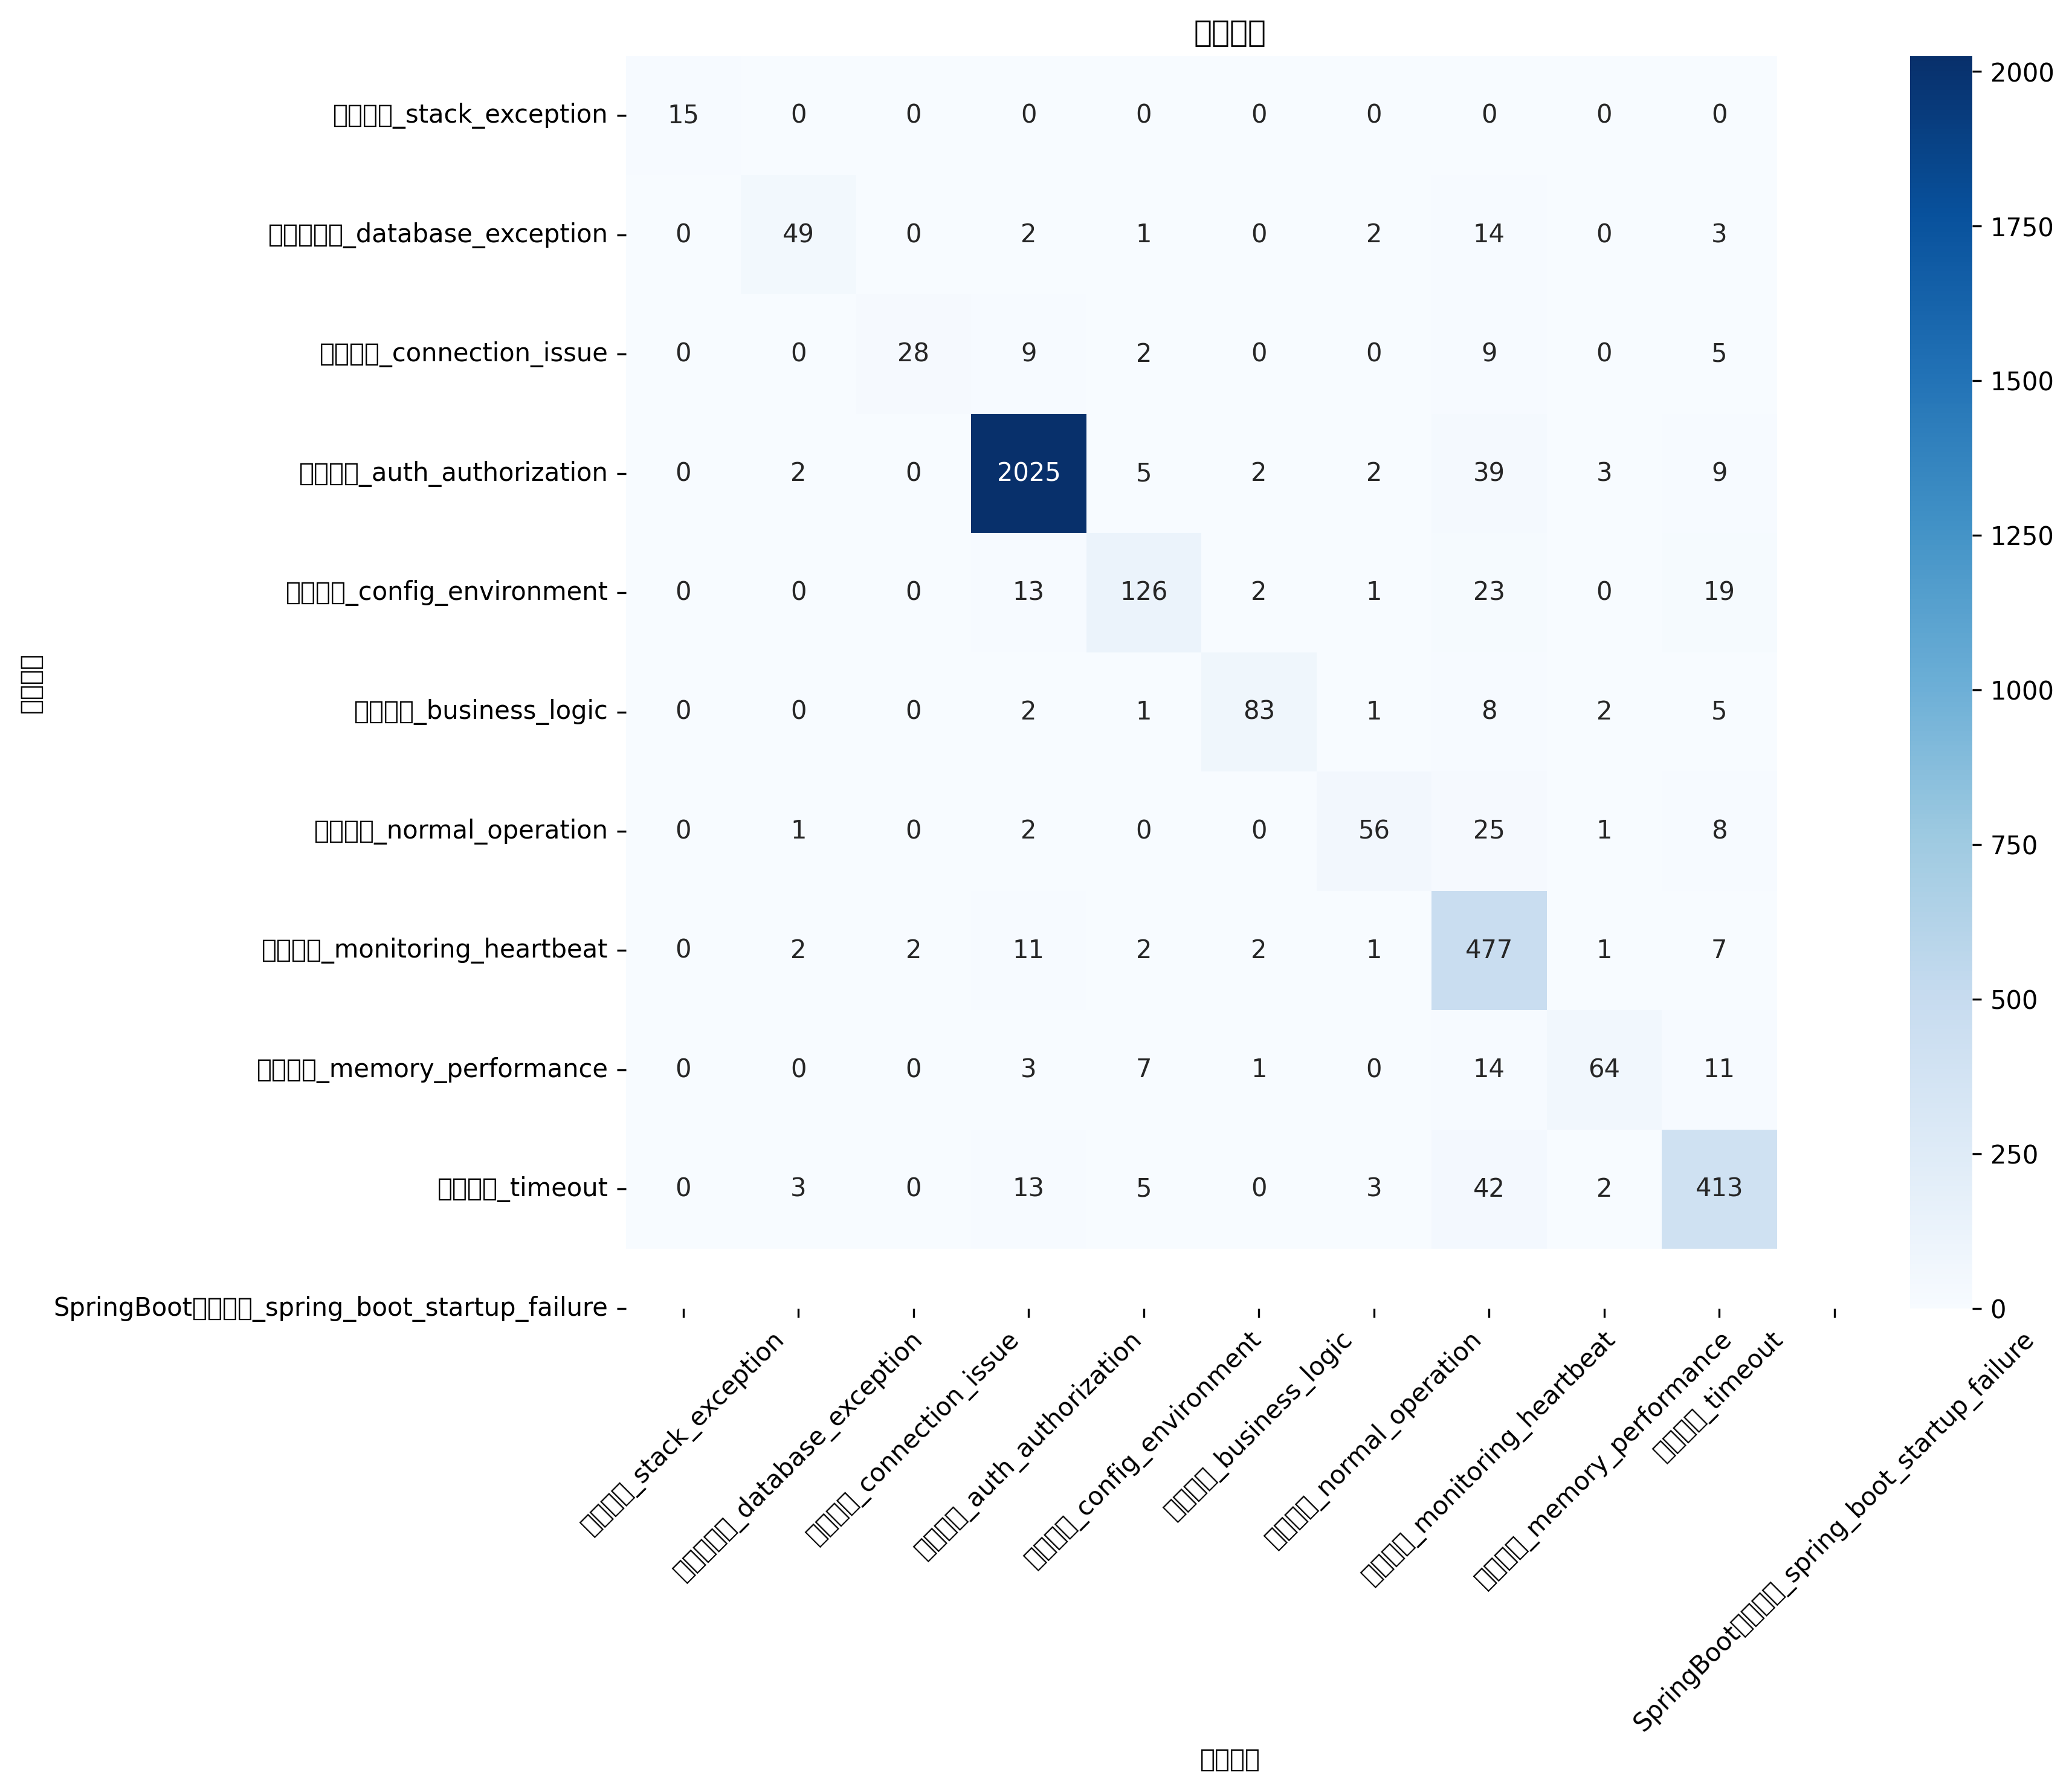 □□□□
□□□□_stack_exception 15 0 0 0 0 0 0 0 0 0
□□□□□_database_exception 0 49 0 2 1 0 2 14 0 3
□□□□_connection_issue 0 0 28 9 2 0 0 9 0 5
□□□□_auth_authorization 0 2 0 2025 5 2 2 39 3 9
□□□□_config_environment 0 0 0 13 126 2 1 23 0 19
□□□□_business_logic 0 0 0 2 1 83 1 8 2 5
□□□□_normal_operation 0 1 0 2 0 0 56 25 1 8
□□□□_monitoring_heartbeat 0 2 2 11 2 2 1 477 1 7
□□□□_memory_performance 0 0 0 3 7 1 0 14 64 11
□□□□_timeout 0 3 0 13 5 0 3 42 2 413
SpringBoot□□□□_spring_boot_startup_failure
□□□□
□□□□_stack_exception
□□□□□_database_exception
□□□□_connection_issue
□□□□_auth_authorization
□□□□_config_environment
□□□□_business_logic
□□□□_normal_operation
□□□□_monitoring_heartbeat
□□□□_memory_performance
□□□□_timeout
SpringBoot□□□□_spring_boot_startup_failure
□□□□
2000
1750
1500
1250
1000
750
500
250
0